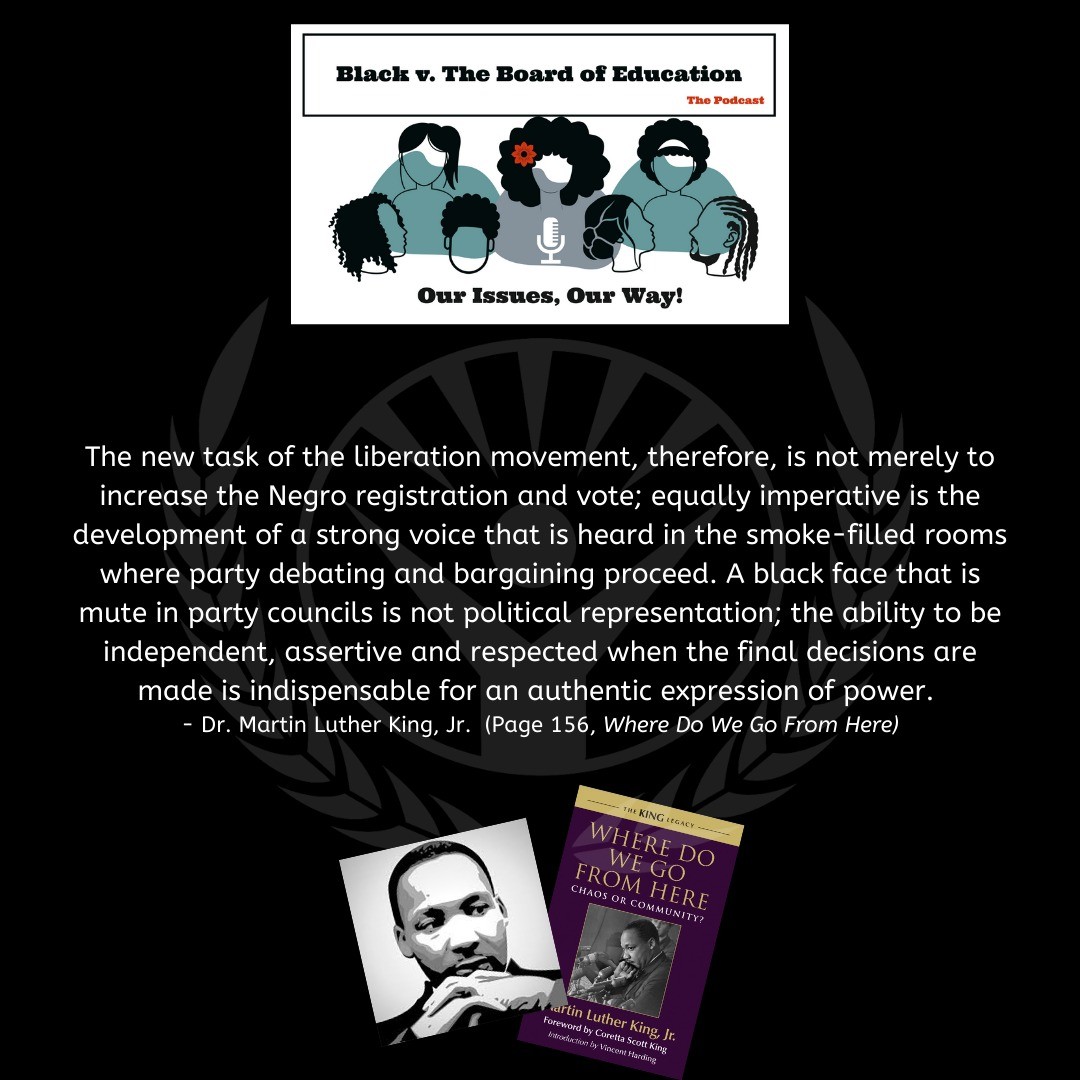 Black v. The Board of Education
The Podcast
Our Issues, Our Way!
The new task of the liberation movement, therefore, is not merely to
increase the Negro registration and vote; equally imperative is the
development of a strong voice that is heard in the smoke-filled rooms
where party debating and bargaining proceed. A black face that is
mute in party councils is not political representation; the ability to be
independent, assertive and respected when the final decisions are
made is indispensable for an authentic expression of power.
- Dr. Martin Luther King, Jr. (Page 156, Where Do We Go From Here)
THE KING LEGACY
WHERE DO
WE GO
FROM HERE
CHAOS OR COMMUNITY?
Martin Luther King, Jr.
Foreword by Coretta Scott King
Introduction by Vincent Harding